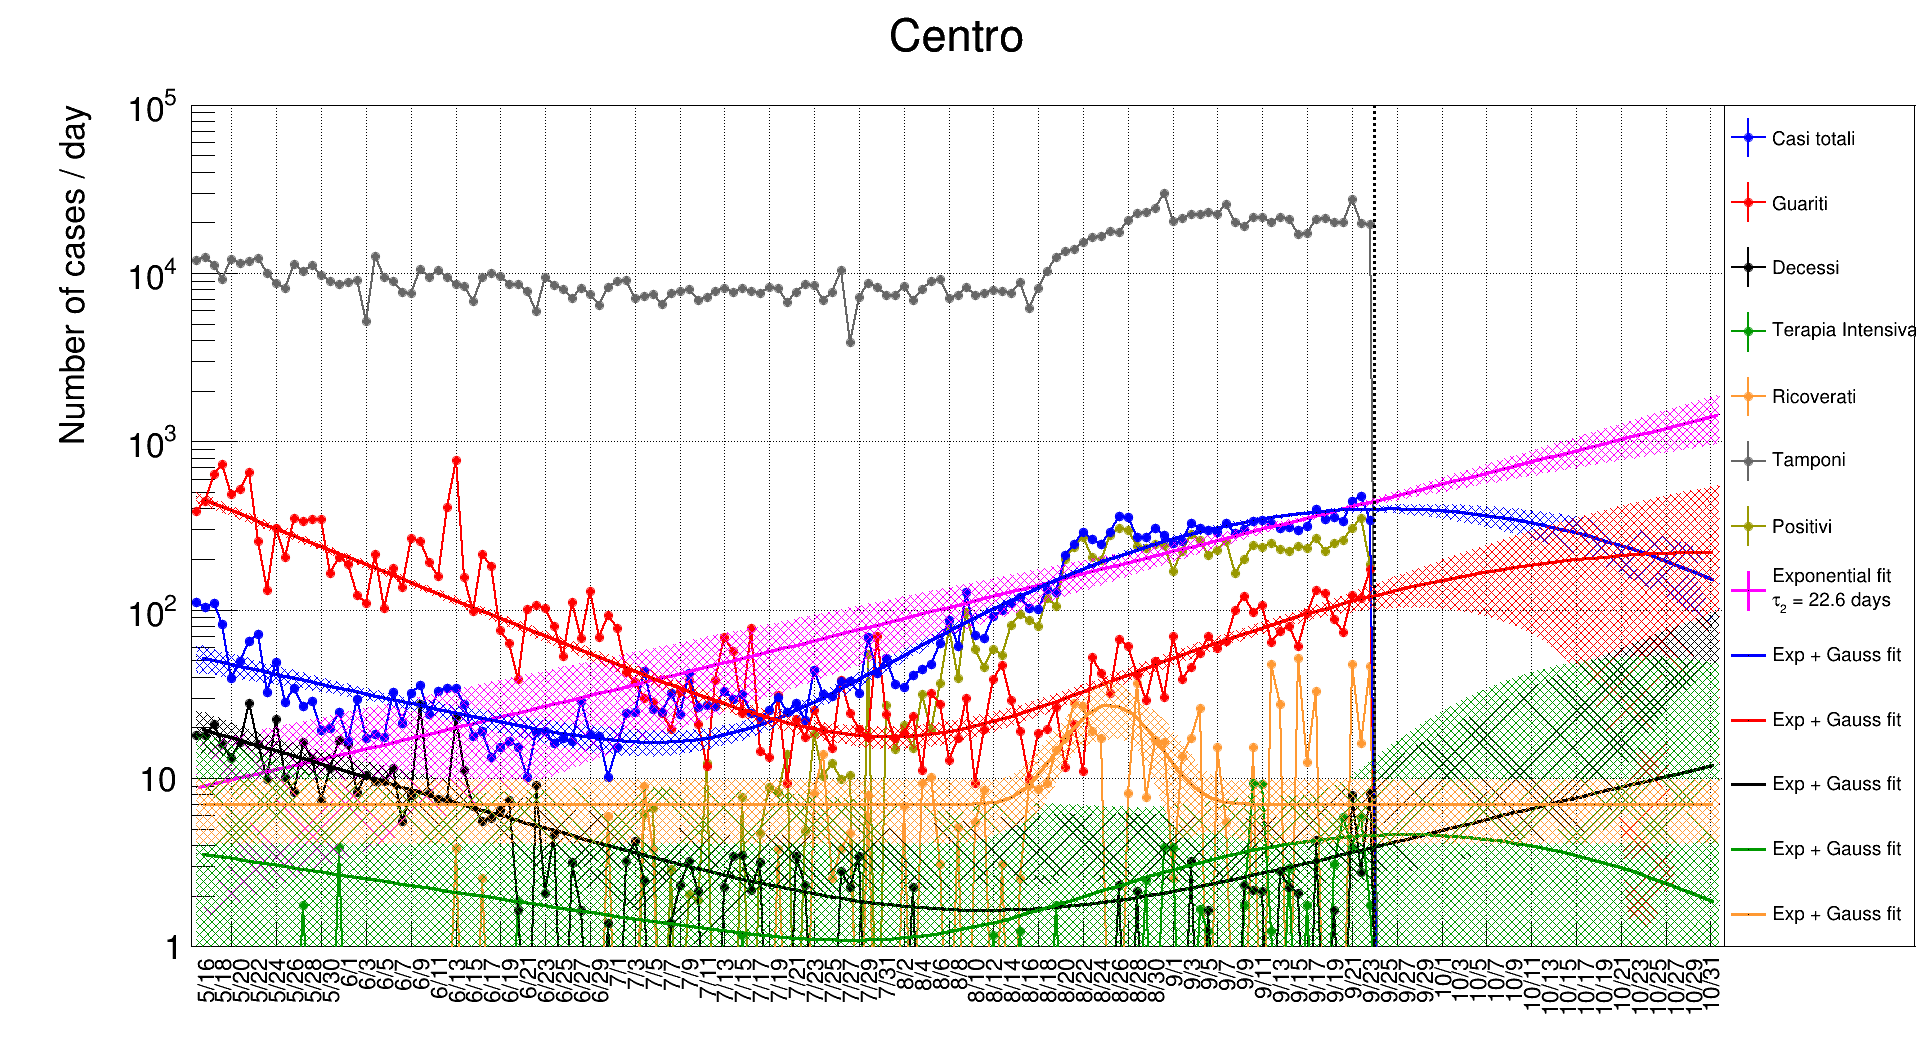 Centro
Number of cases / day
10^5
10^4
10^3
10^2
10
1
5/16 5/18 5/20 5/22 5/24 5/26 5/28 5/30 6/1 6/3 6/5 6/7 6/9 6/11 6/13 6/15 6/17 6/19 6/21 6/23 6/25 6/27 6/29 7/1 7/3 7/5 7/7 7/9 7/11 7/13 7/15 7/17 7/19 7/21 7/23 7/25 7/27 7/29 7/31 8/2 8/4 8/6 8/8 8/10 8/12 8/14 8/16 8/18 8/20 8/22 8/24 8/26 8/28 8/30 9/1 9/3 9/5 9/7 9/9 9/11 9/13 9/15 9/17 9/19 9/21 9/23 9/25 9/27 9/29 10/1 10/3 10/5 10/7 10/9 10/11 10/13 10/15 10/17 10/19 10/21 10/23 10/25 10/27 10/29 10/31
Casi totali
Guariti
Decessi
Terapia Intensiva
Ricoverati
Tamponi
Positivi
Exponential fit
τ2 = 22.6 days
Exp + Gauss fit
Exp + Gauss fit
Exp + Gauss fit
Exp + Gauss fit
Exp + Gauss fit